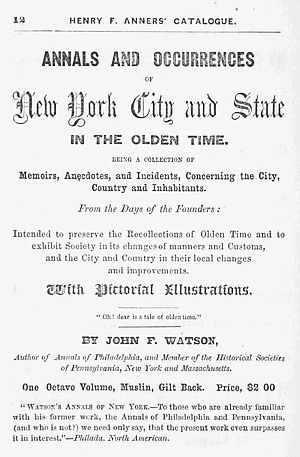 12 HENRY F. ANNERS' CATALOGUE.
ANNALS AND OCCURRENCES
OF
New York City and State
IN THE OLDEN TIME.
BEING A COLLECTION OF
Memoirs, Anecdotes, and Incidents, Concerning the City,
Country and Inhabitants.
From the Days of the Founders:
Intended to preserve the Recollections of Olden Time and to
exhibit Society in its changes of manners and Customs,
and the City and Country in their local changes
and improvements.
With Pictorial Illustrations.
"Oh! dear is a tale of olden time."
BY JOHN F. WATSON,
Author of Annals of Philadelphia, and Member of the Historical Societies
of Pennsylvania, New York and Massachusetts.
One Octavo Volume, Muslin, Gilt Back. Price, $2 00
"WATSON'S ANNALS OF NEW YORK.—To those who are already familiar
with his former work, the Annals of Philadelphia and Pennsylvania,
(and who is not?) we need only say, that the present work even surpasses
it in interest."—Philada. North American.